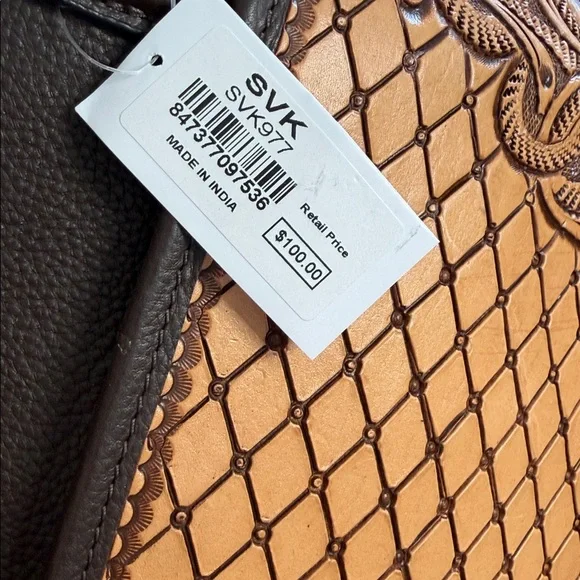 SVK
SVK977
847377097536
MADE IN INDIA
Retail Price
$100.00